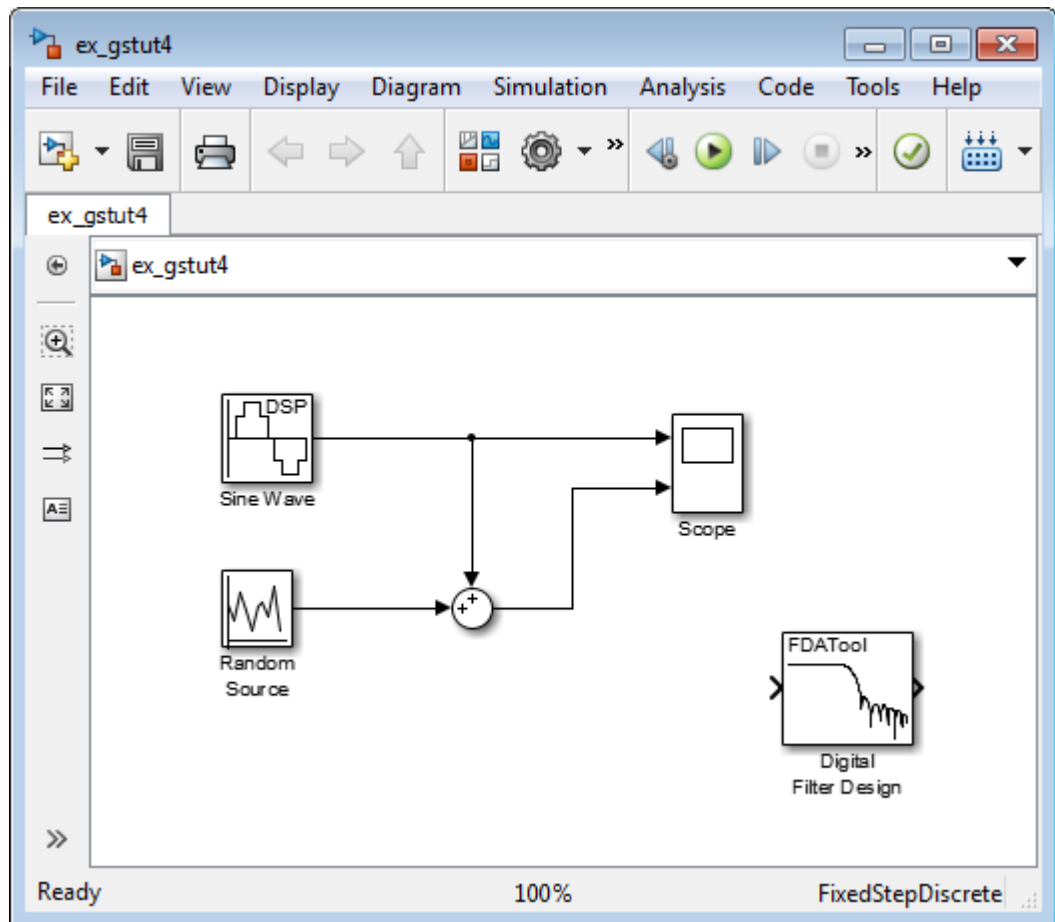 ex_gstut4
File Edit View Display Diagram Simulation Analysis Code Tools Help
ex_gstut4
ex_gstut4
DSP
Sine Wave
Scope
Random
Source
FDATool
Digital
Filter Design
Ready 100% FixedStepDiscrete